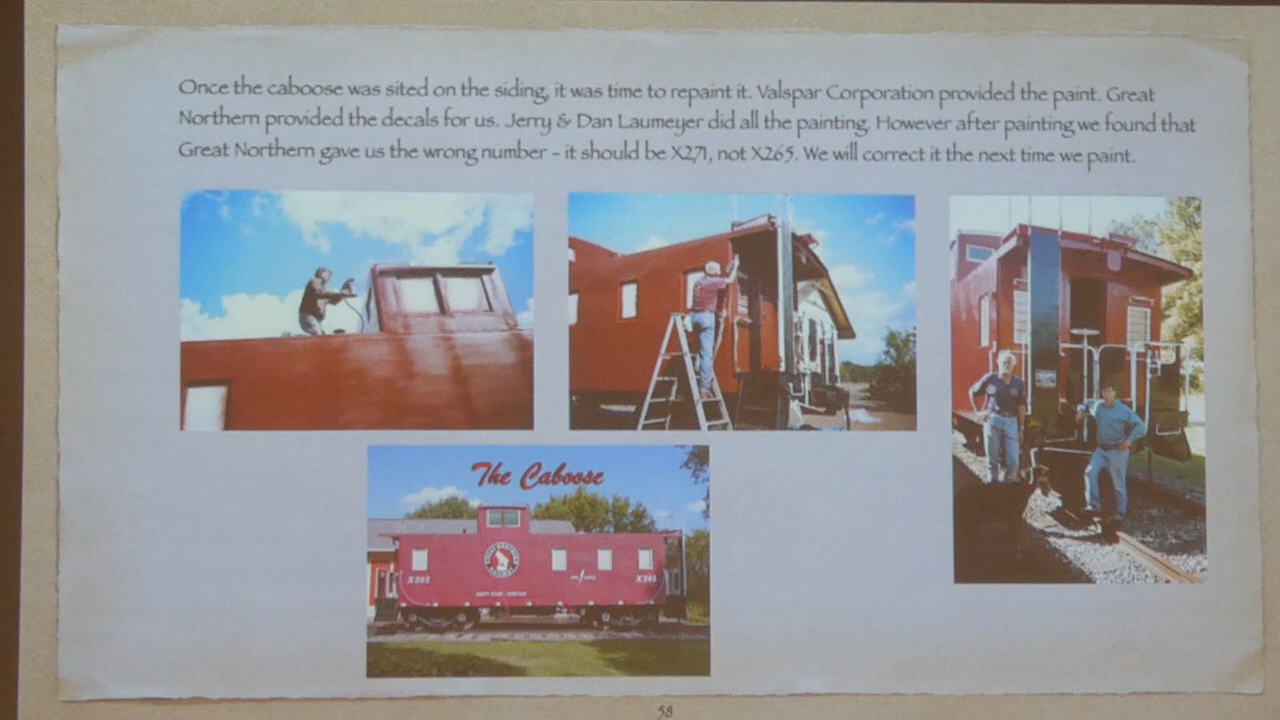 Once the caboose was sited on the siding, it was time to repaint it. Valspar Corporation provided the paint. Great
Northern provided the decals for us. Jerry & Dan Laumeyer did all the painting. However after painting we found that
Great Northern gave us the wrong number - it should be X271, not X265. We will correct it the next time we paint.
The Caboose
X265 X265
58